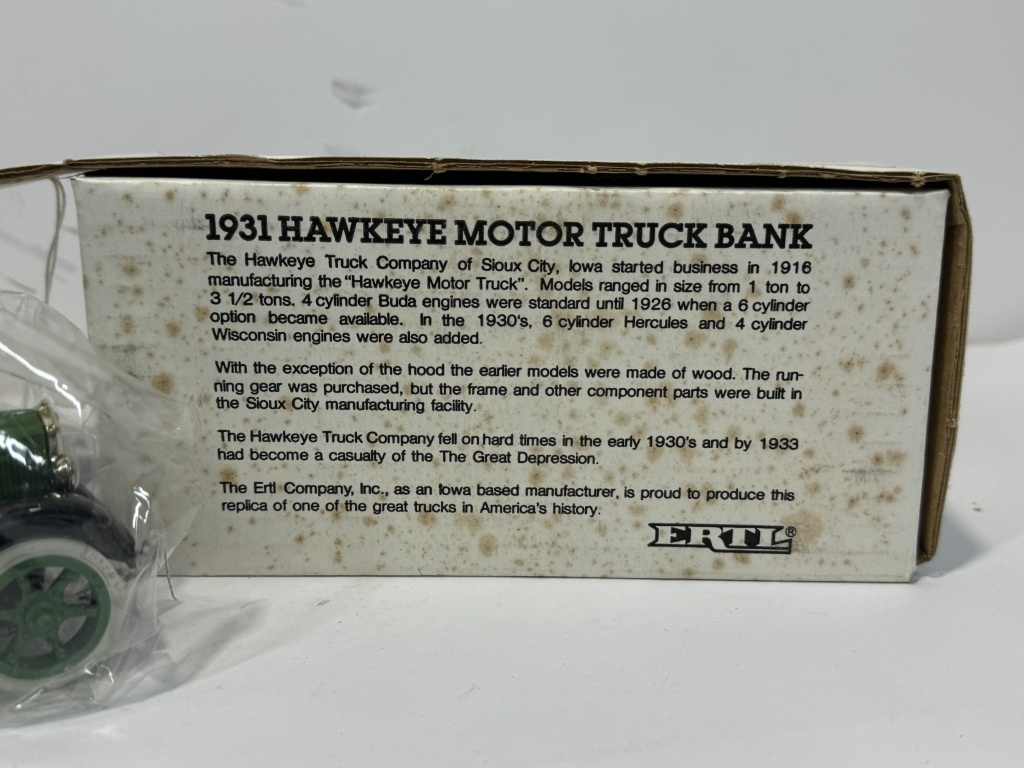 1931 HAWKEYE MOTOR TRUCK BANK
The Hawkeye Truck Company of Sioux City, Iowa started business in 1916
manufacturing the "Hawkeye Motor Truck". Models ranged in size from 1 ton to
3 1/2 tons. 4 cylinder Buda engines were standard until 1926 when a 6 cylinder
option became available. In the 1930's, 6 cylinder Hercules and 4 cylinder
Wisconsin engines were also added.
With the exception of the hood the earlier models were made of wood. The run-
ning gear was purchased, but the frame and other component parts were built in
the Sioux City manufacturing facility.
The Hawkeye Truck Company fell on hard times in the early 1930's and by 1933
had become a casualty of the The Great Depression.
The Ertl Company, Inc., as an Iowa based manufacturer, is proud to produce this
replica of one of the great trucks in America's history.
ERTL®